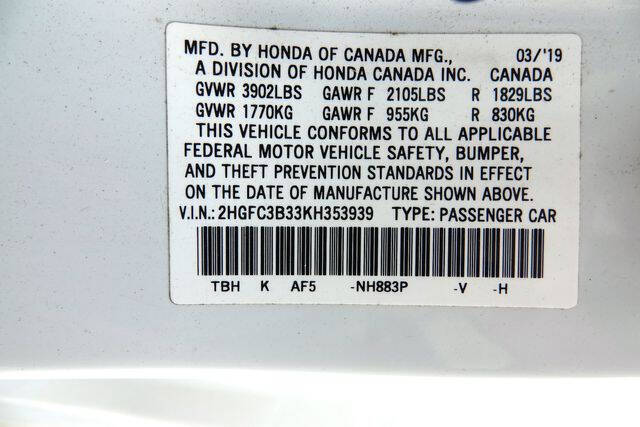 MFD. BY HONDA OF CANADA MFG., 03/'19
A DIVISION OF HONDA CANADA INC. CANADA
GVWR 3902LBS GAWR F 2105LBS R 1829LBS
GVWR 1770KG GAWR F 955KG R 830KG
THIS VEHICLE CONFORMS TO ALL APPLICABLE
FEDERAL MOTOR VEHICLE SAFETY, BUMPER,
AND THEFT PREVENTION STANDARDS IN EFFECT
ON THE DATE OF MANUFACTURE SHOWN ABOVE.
V.I.N.: 2HGFC3B33KH353939 TYPE: PASSENGER CAR
TBH K AF5 -NH883P -V -H